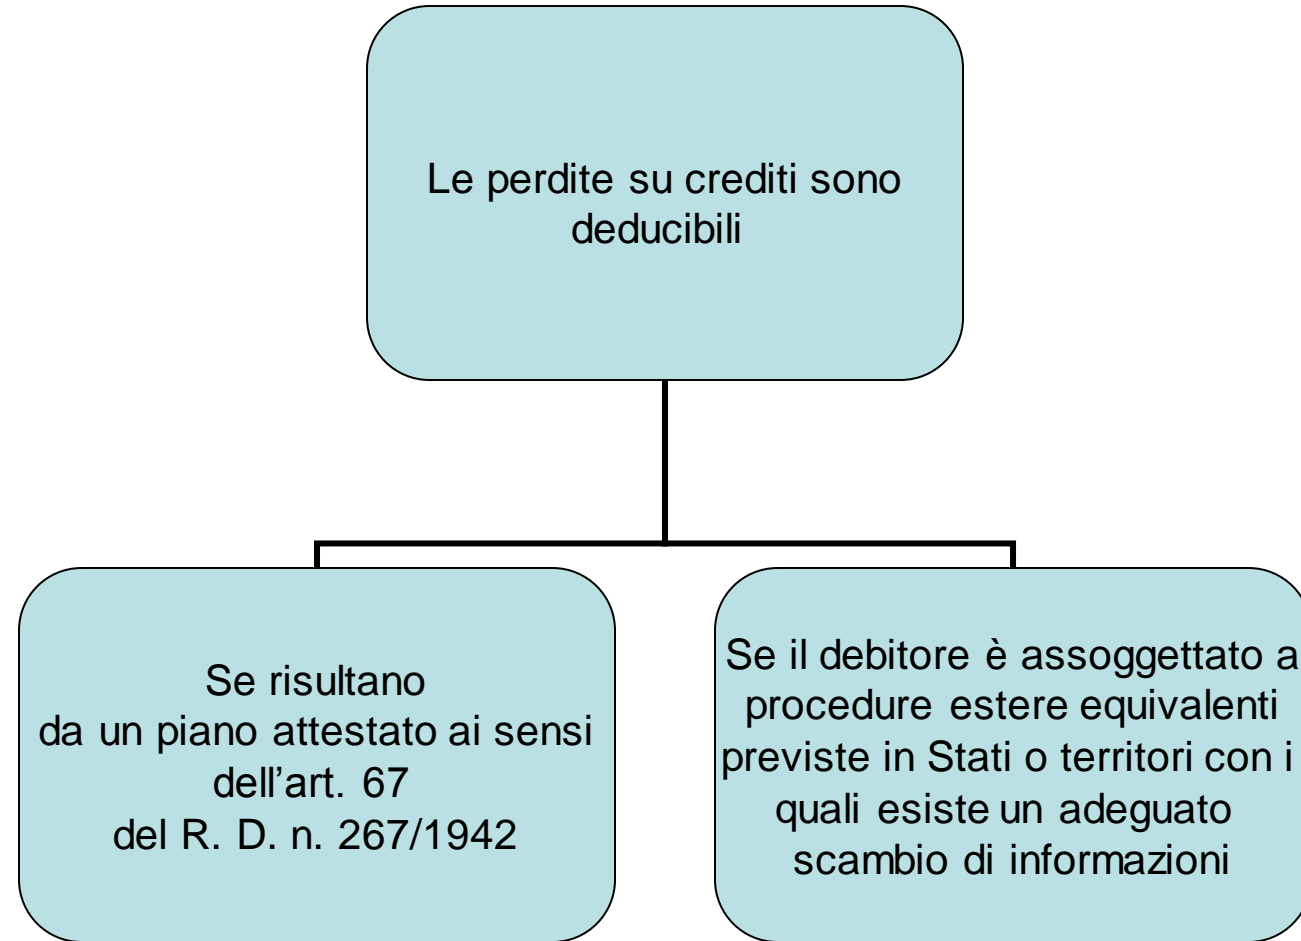 Le perdite su crediti sono
deducibili
Se risultano
da un piano attestato ai sensi
dell'art. 67
del R. D. n. 267/1942
Se il debitore è assoggettato a
procedure estere equivalenti
previste in Stati o territori con i
quali esiste un adeguato
scambio di informazioni